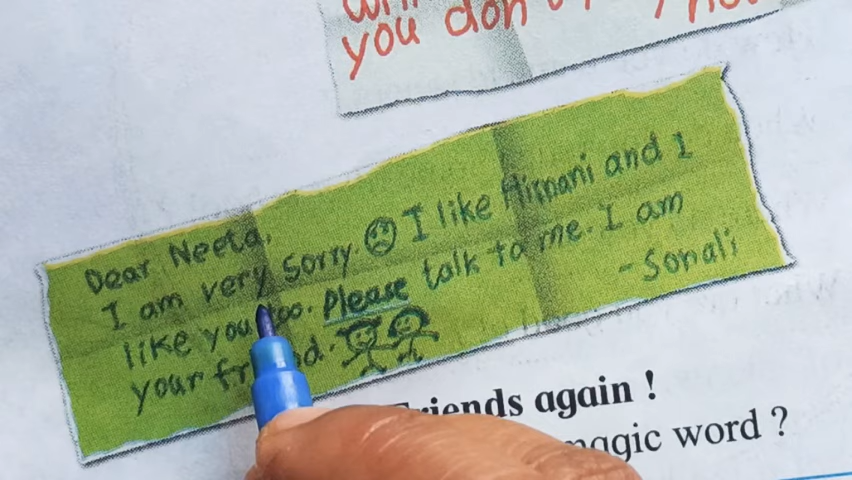 you don
Dear Neeta,
I am very sorry. I like Himani and I
like you too. Please talk to me. I am
your friend.
- Sonali
Friends again !
magic word ?